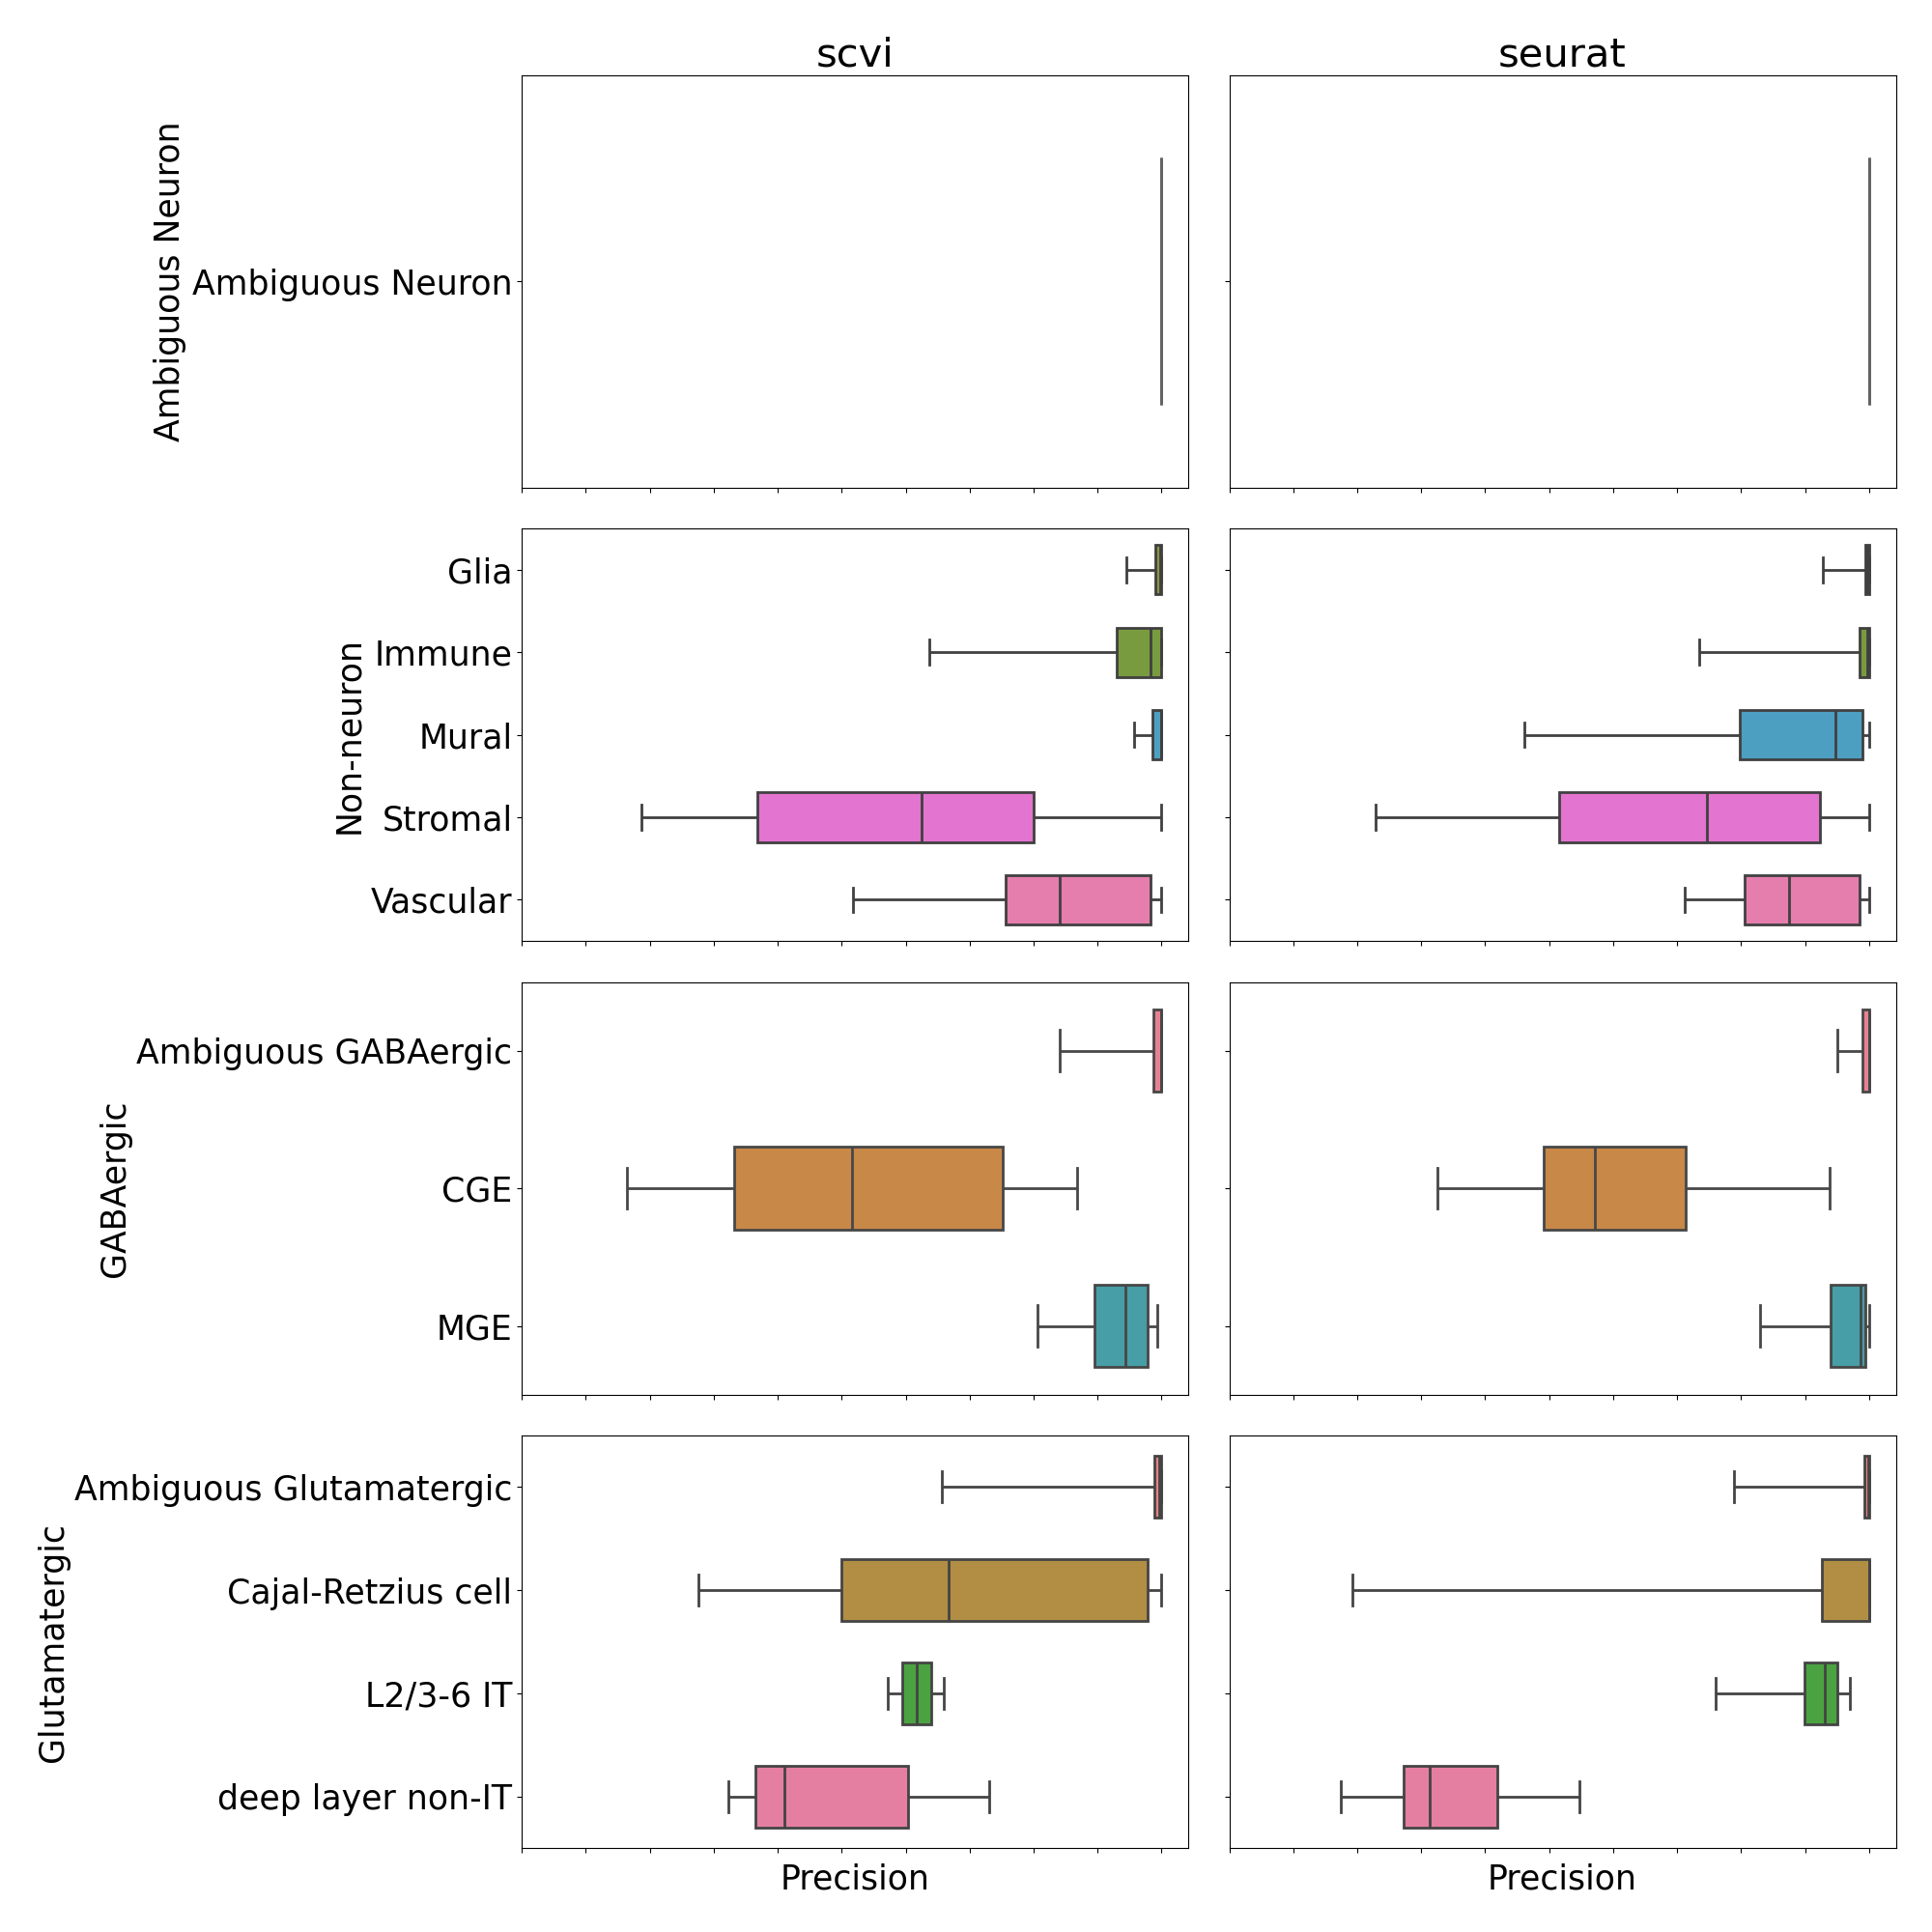 scvi
seurat
Ambiguous Neuron
Ambiguous Neuron
Non-neuron
Glia
Immune
Mural
Stromal
Vascular
GABAergic
Ambiguous GABAergic
CGE
MGE
Glutamatergic
Ambiguous Glutamatergic
Cajal-Retzius cell
L2/3-6 IT
deep layer non-IT
Precision
Precision